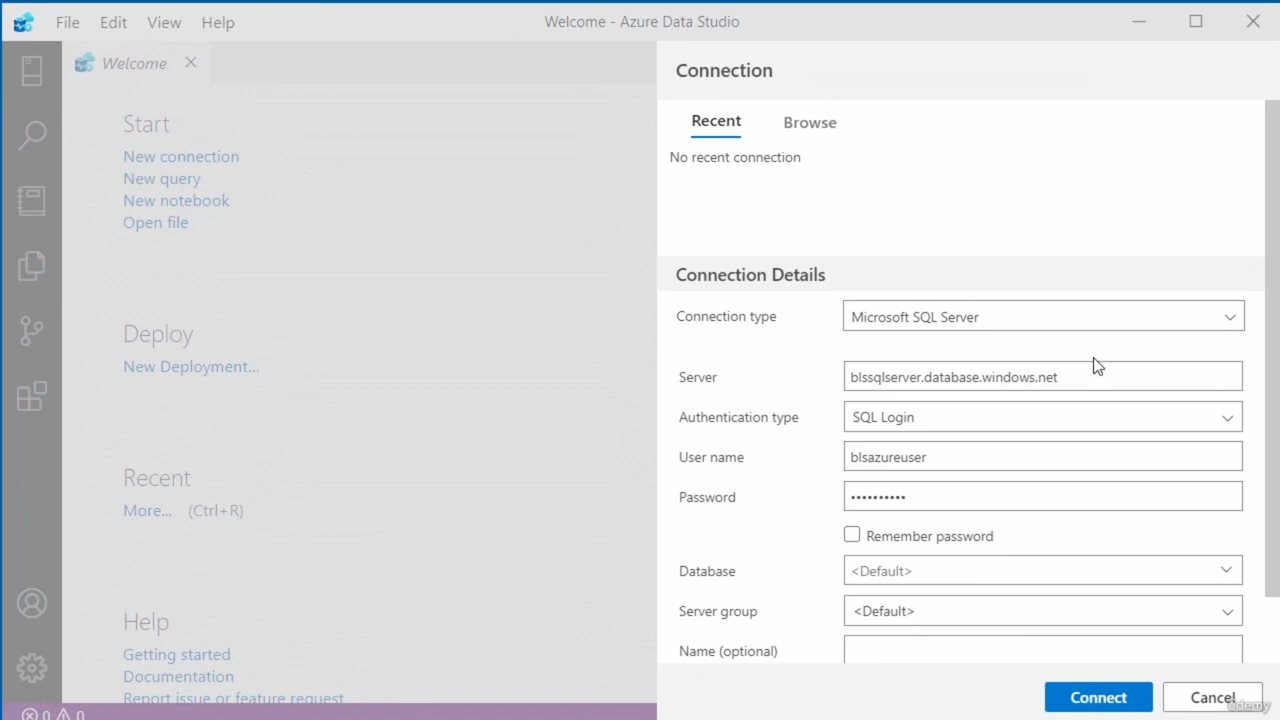 File Edit View Help
Welcome - Azure Data Studio
Welcome
Start
New connection
New query
New notebook
Open file
Deploy
New Deployment...
Recent
More... (Ctrl+R)
Help
Getting started
Documentation
Report issue or feature request
0 0
Connection
Recent Browse
No recent connection
Connection Details
Connection type Microsoft SQL Server
Server blssqlserver.database.windows.net
Authentication type SQL Login
User name blsazureuser
Password ••••••••••
Remember password
Database <Default>
Server group <Default>
Name (optional)
Connect Cancel
udemy